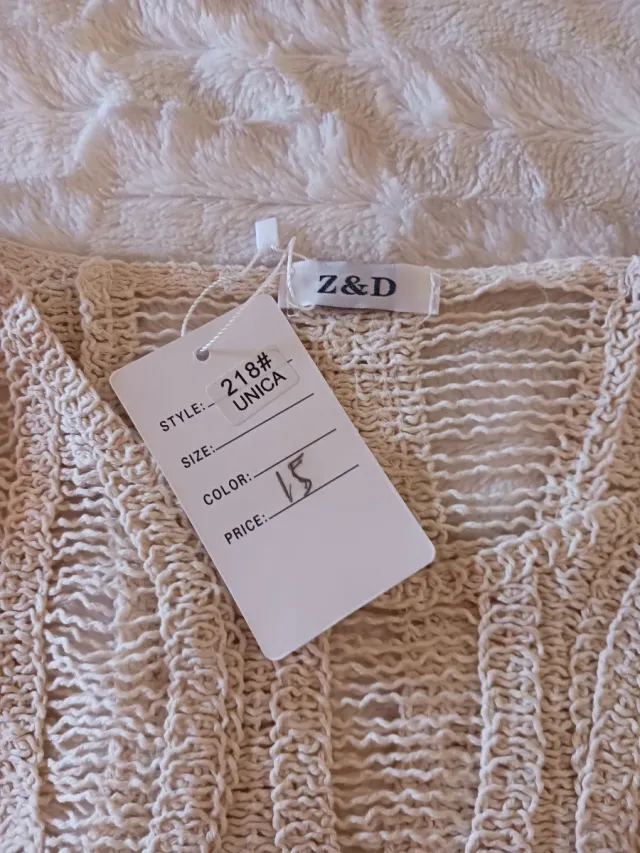 Z&D
STYLE: 218#
UNICA
SIZE:
COLOR:
PRICE: 15